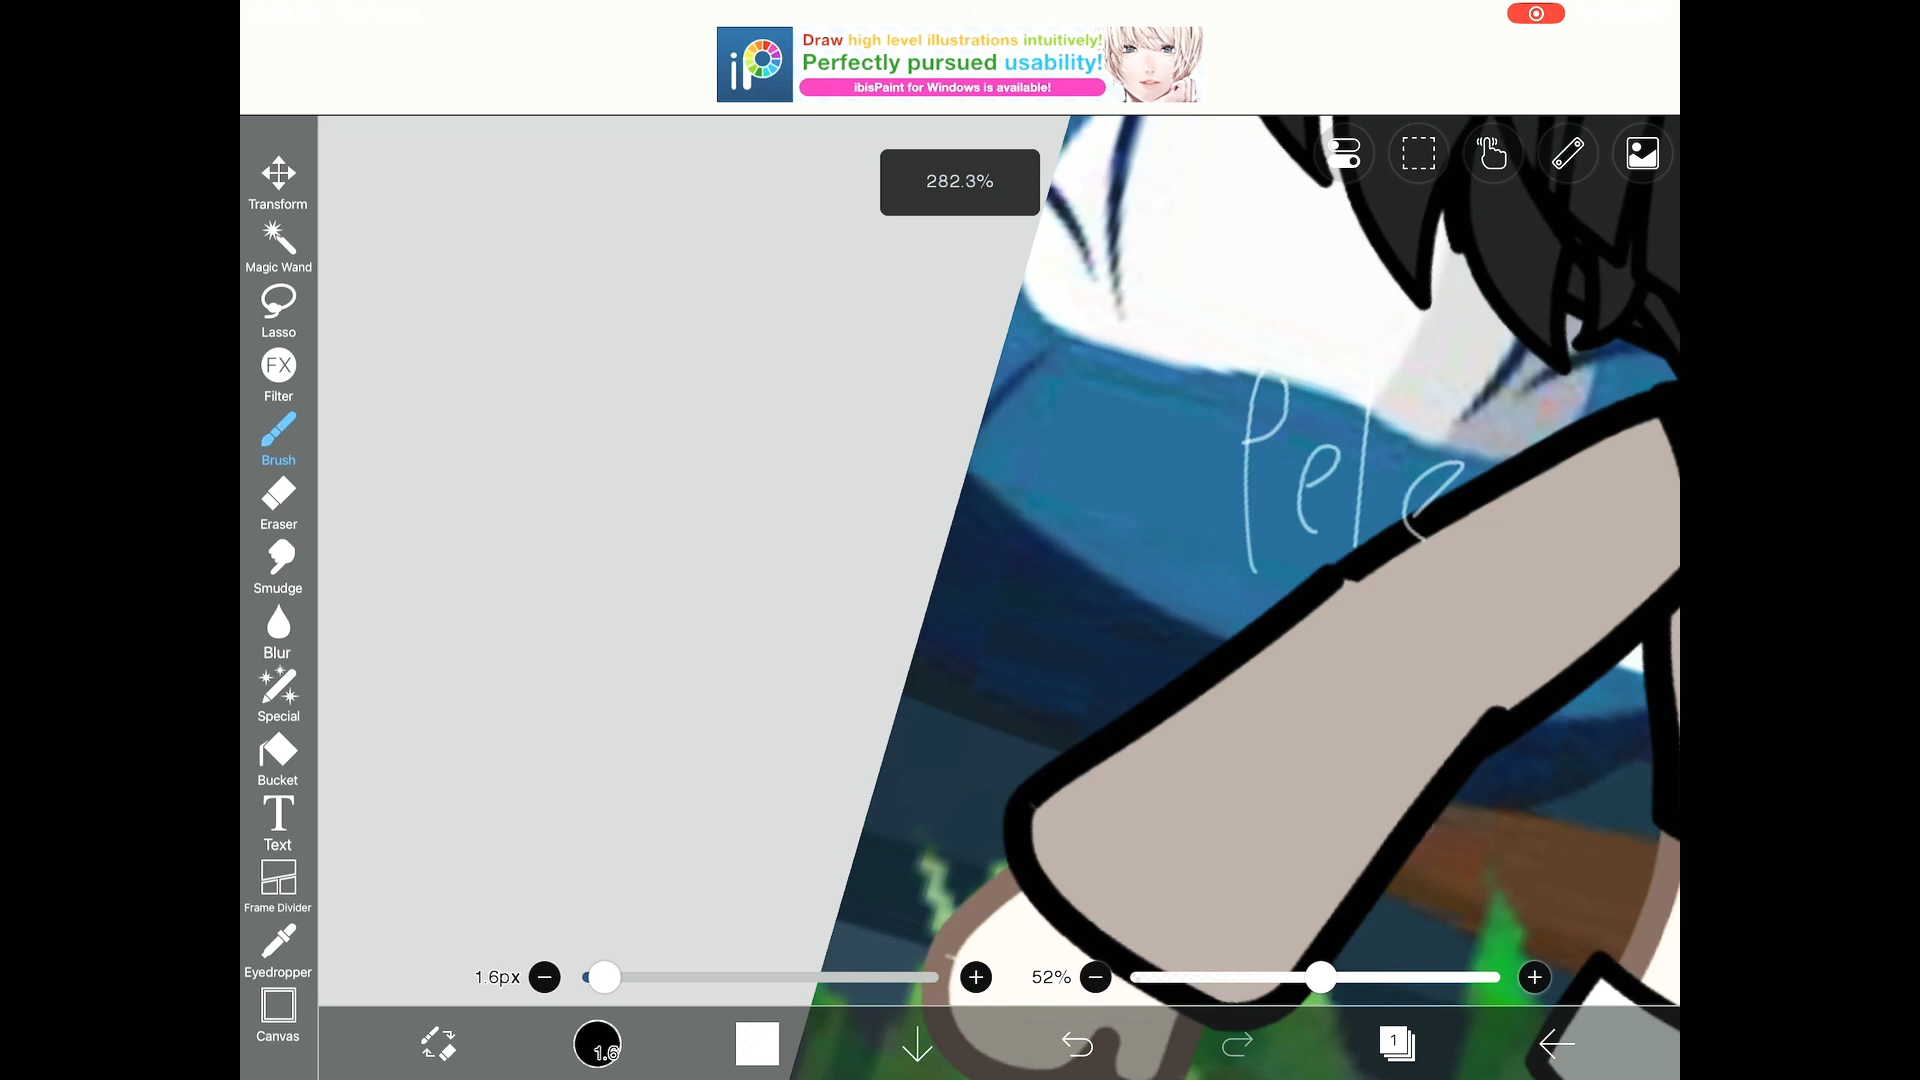 Draw high level illustrations intuitively!
iP
Perfectly pursued usability!
ibisPaint for Windows is available!
282.3%
Transform
Magic Wand
Lasso
FX
Filter
Pele
Brush
Eraser
Smudge
Blur
Special
Bucket
T
Text
Frame Divider
Eyedropper
1.6px
52%
Canvas
1.6
1